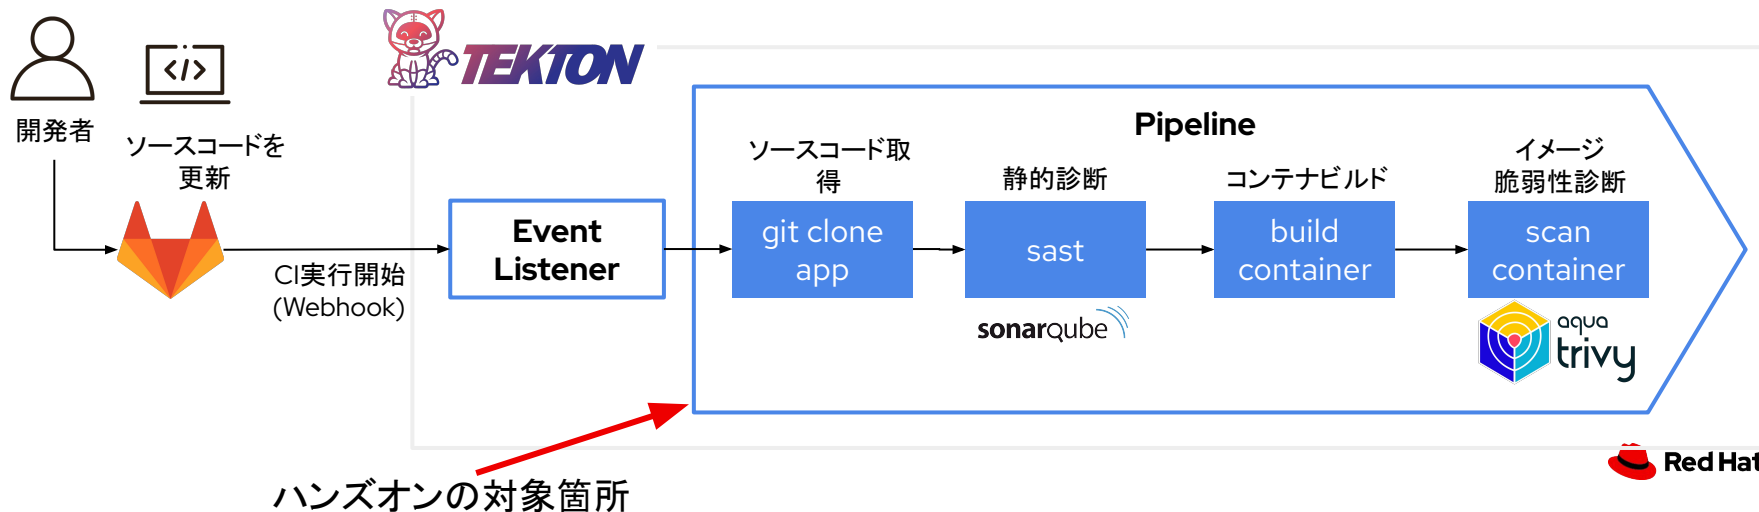 TEKTON
</>
開発者
ソースコードを
更新
CI実行開始
(Webhook)
Event
Listener
Pipeline
ソースコード取
得
git clone
app
静的診断
sast
sonarqube
コンテナビルド
build
container
イメージ
脆弱性診断
scan
container
aqua
trivy
ハンズオンの対象箇所
Red Hat